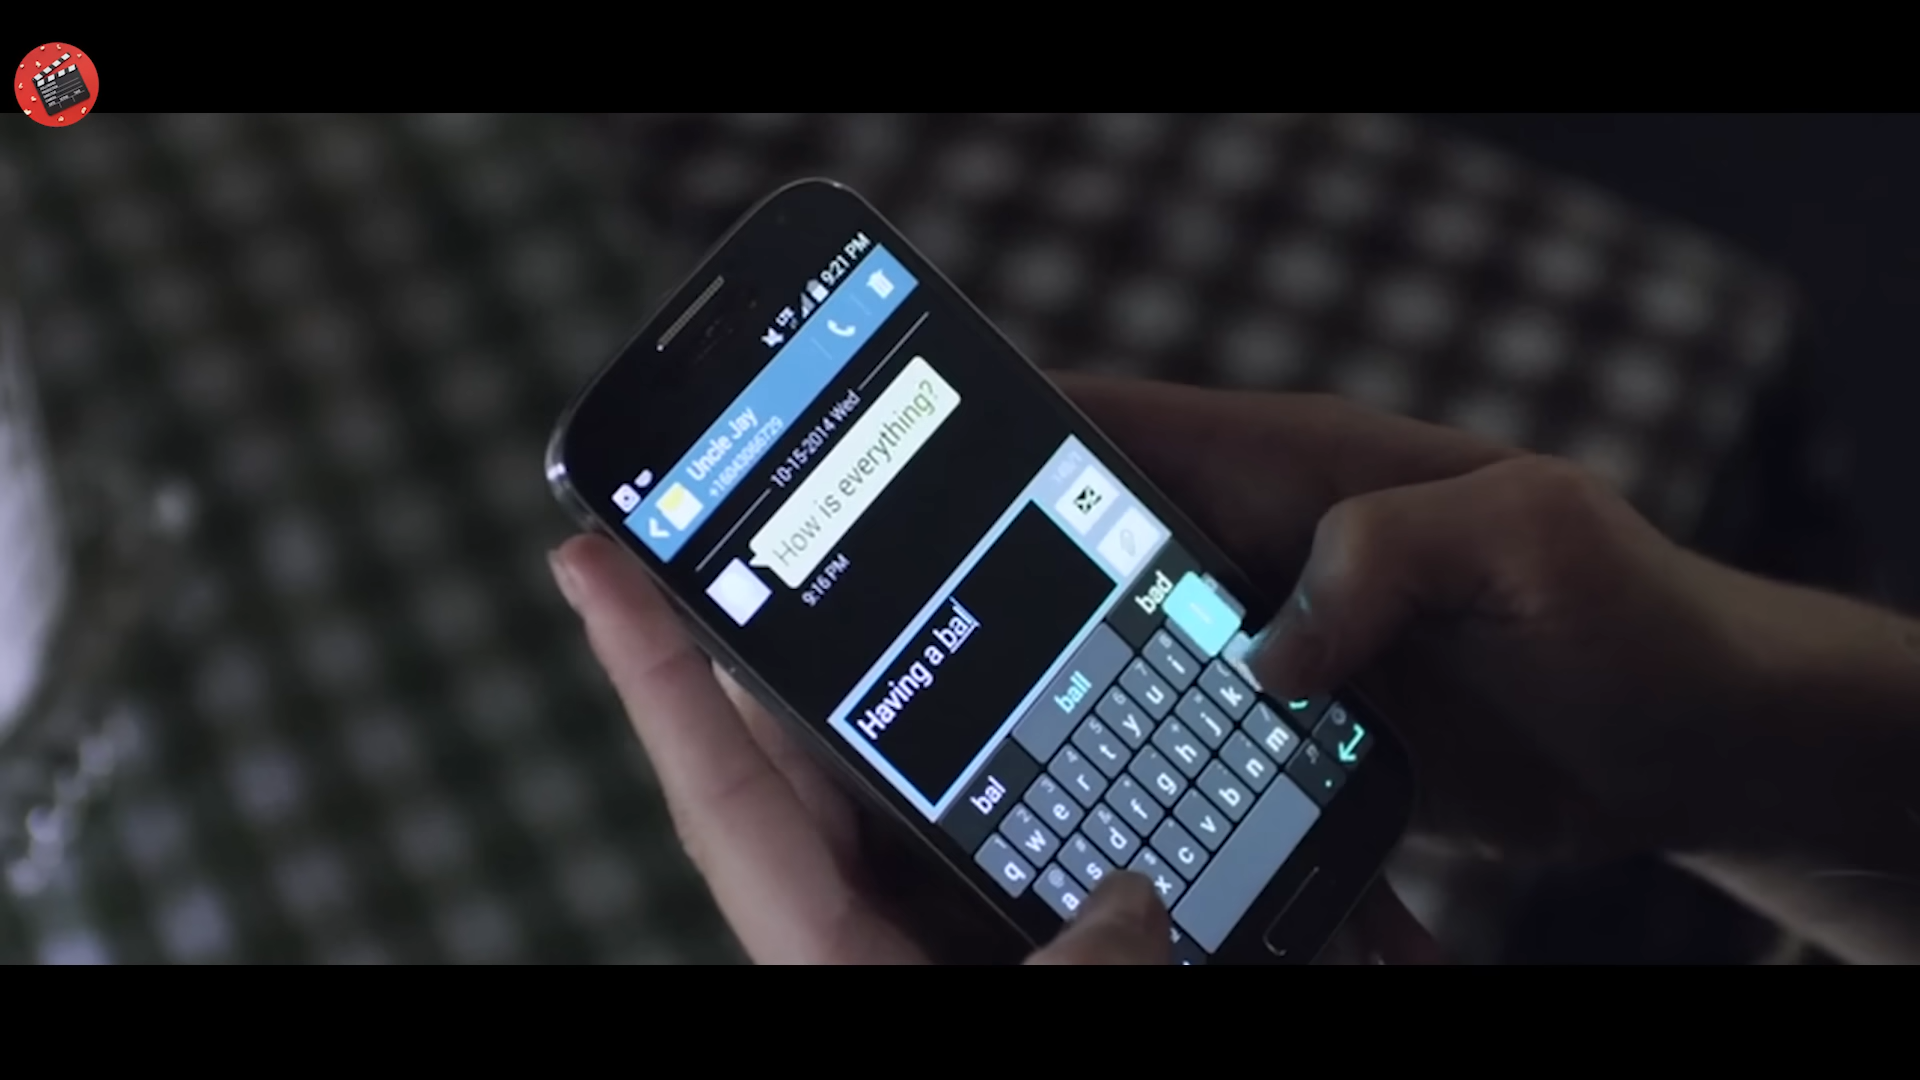 9:21 PM
Uncle Jay
10-15-2014 Wed
How is everything?
9:16 PM
Having a bal
bal ball bad
q w e r t y u i
a s d f g h j k
x c v b n m